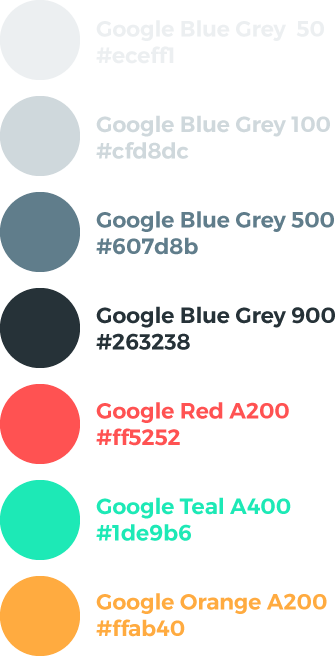 Google Blue Grey  50
#eceff1
Google Blue Grey 100
#cfd8dc
Google Blue Grey 500
#607d8b
Google Blue Grey 900
#263238
Google Red A200
#ff5252
Google Teal A400
#1de9b6
Google Orange A200
#ffab40